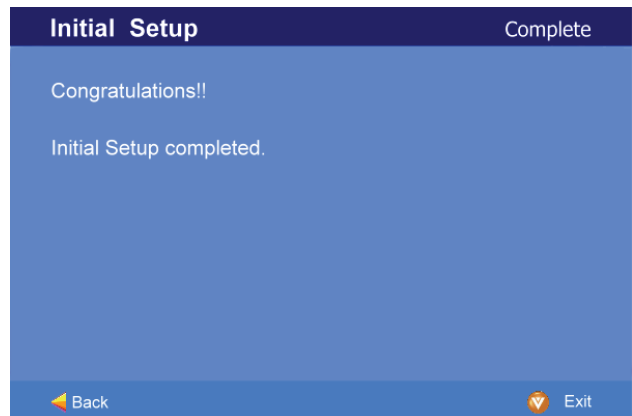 Initial Setup Complete
Congratulations!!
Initial Setup completed.
Back V Exit